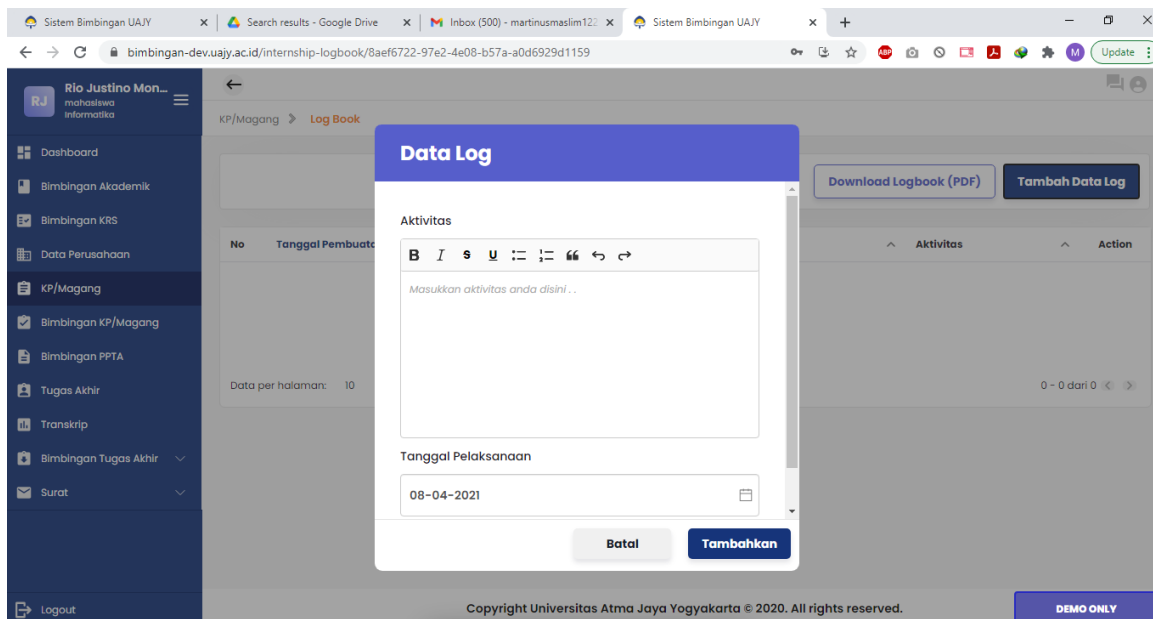 Sistem Bimbingan UAJY
Search results - Google Drive
Inbox (500) - martinusmaslim122
Sistem Bimbingan UAJY
bimbingan-dev.uajy.ac.id/internship-logbook/8aef6722-97e2-4e08-b57a-a0d6929d1159
ABP
M
Update
RJ
Rio Justino Mon...
mahasiswa
Informatika
Dashboard
Bimbingan Akademik
Bimbingan KRS
Data Perusahaan
KP/Magang
Bimbingan KP/Magang
Bimbingan PPTA
Tugas Akhir
Transkrip
Bimbingan Tugas Akhir
Surat
Logout
KP/Magang > Log Book
Download Logbook (PDF)
Tambah Data Log
No Tanggal Pembuatc Aktivitas Action
Data per halaman: 10 0 - 0 dari 0 < >
Data Log
Aktivitas
B I S U
Masukkan aktivitas anda disini . .
Tanggal Pelaksanaan
08-04-2021
Batal
Tambahkan
Copyright Universitas Atma Jaya Yogyakarta © 2020. All rights reserved.
DEMO ONLY